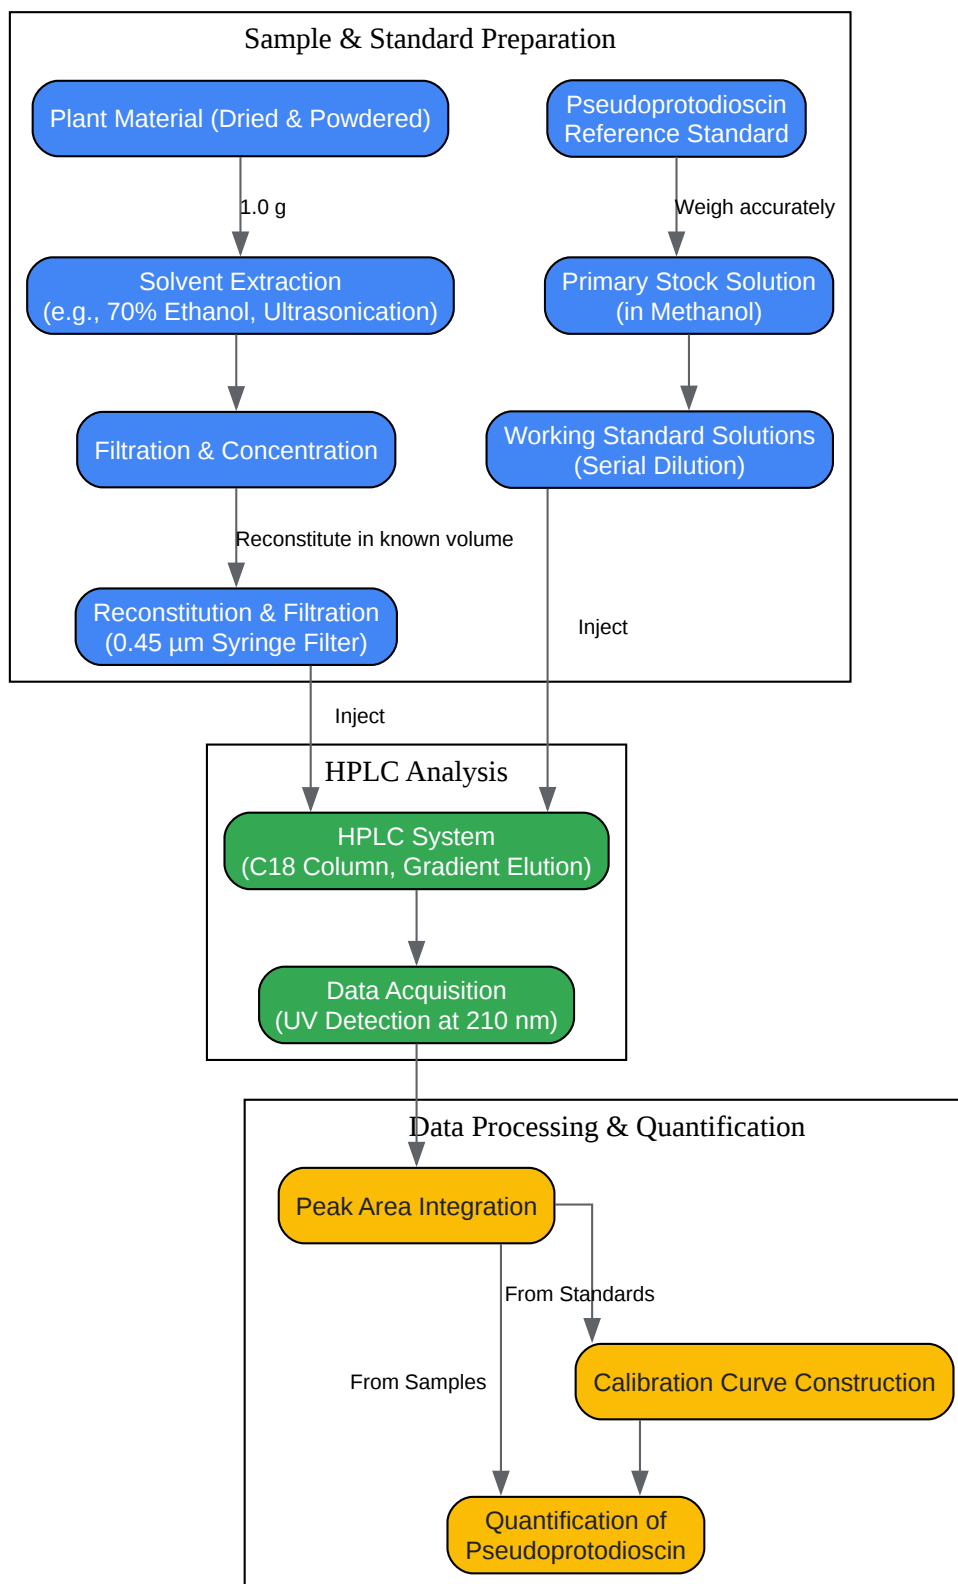 Sample & Standard Preparation
Plant Material (Dried & Powdered)
Pseudoprotodioscin
Reference Standard
1.0 g
Weigh accurately
Solvent Extraction
(e.g., 70% Ethanol, Ultrasonication)
Primary Stock Solution
(in Methanol)
Filtration & Concentration
Working Standard Solutions
(Serial Dilution)
Reconstitute in known volume
Reconstitution & Filtration
(0.45 µm Syringe Filter)
Inject
Inject
HPLC Analysis
HPLC System
(C18 Column, Gradient Elution)
Data Acquisition
(UV Detection at 210 nm)
Data Processing & Quantification
Peak Area Integration
From Standards
From Samples
Calibration Curve Construction
Quantification of
Pseudoprotodioscin